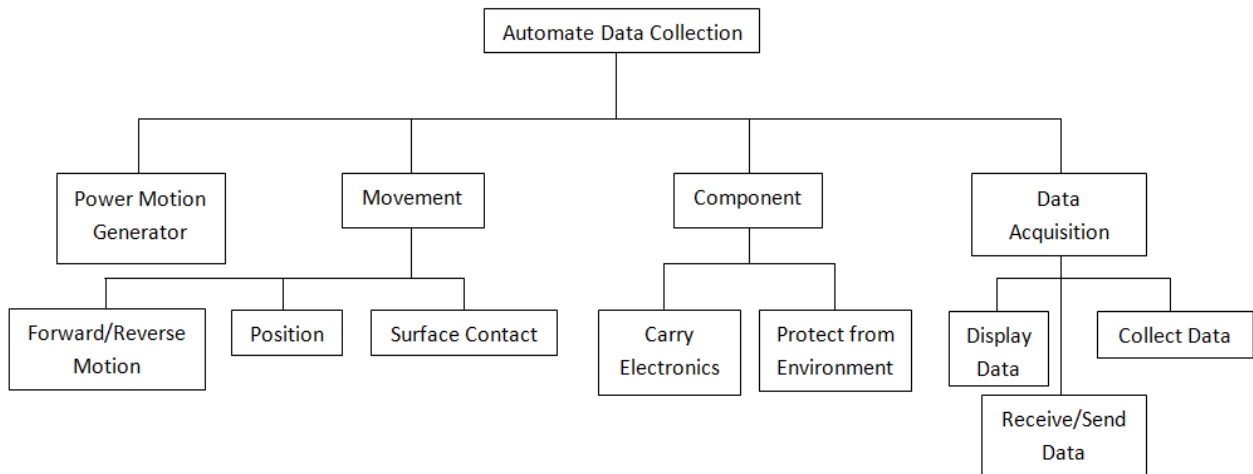 Automate Data Collection
Power Motion
Generator
Movement
Component
Data
Acquisition
Forward/Reverse
Motion
Position
Surface Contact
Carry
Electronics
Protect from
Environment
Display
Data
Collect Data
Receive/Send
Data